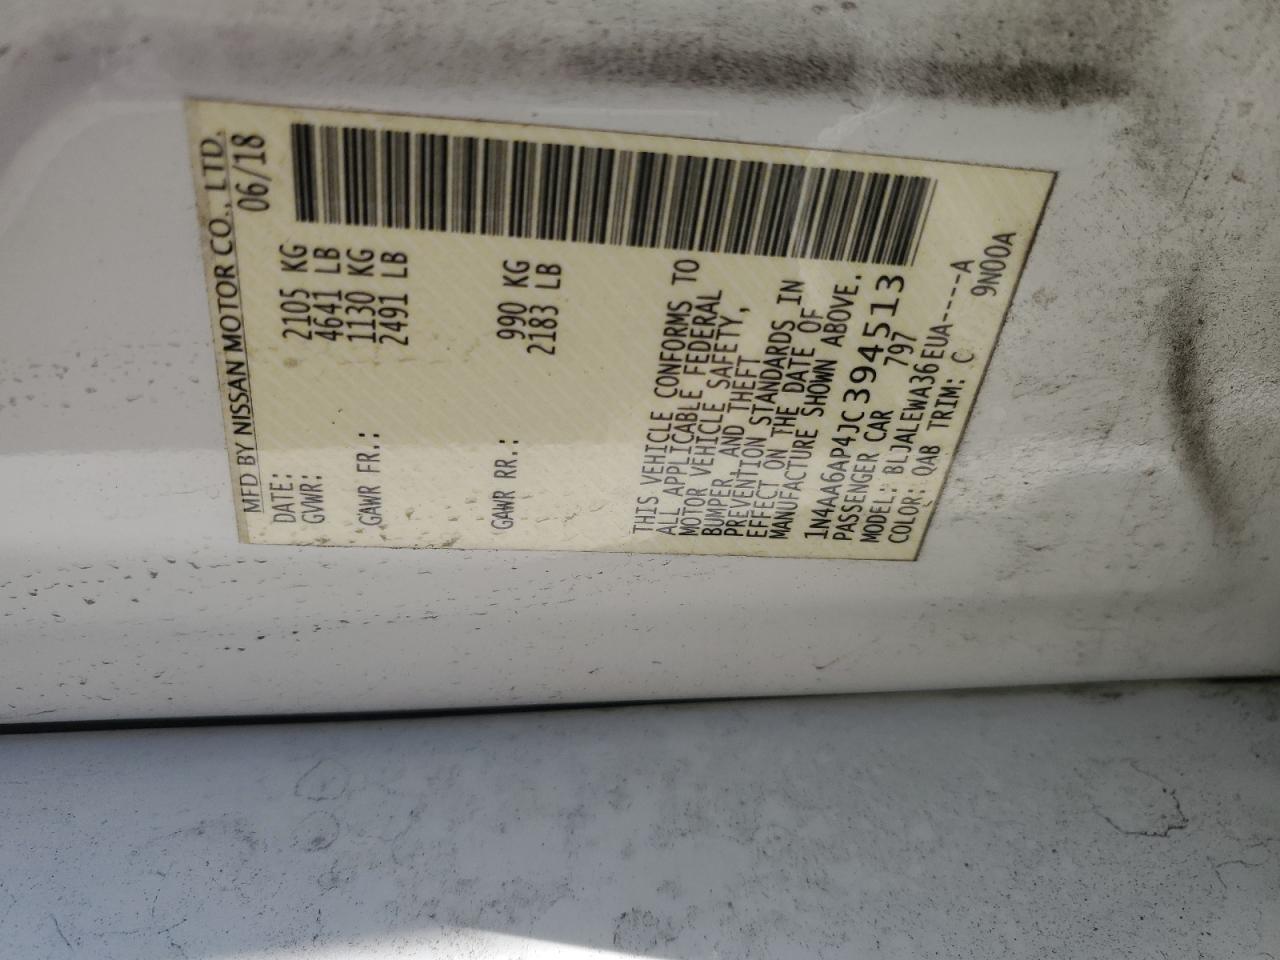 MFD BY NISSAN MOTOR CO., LTD.
DATE: 06/18
GVWR: 2105 KG
4641 LB
GAWR FR.: 1130 KG
2491 LB
GAWR RR.: 990 KG
2183 LB
THIS VEHICLE CONFORMS TO
ALL APPLICABLE FEDERAL
MOTOR VEHICLE SAFETY,
BUMPER, AND THEFT
PREVENTION STANDARDS IN
EFFECT ON THE DATE OF
MANUFACTURE SHOWN ABOVE.
1N4AA6AP4JC394513
PASSENGER CAR 797
MODEL: BLJALEWA36EUA-----A
COLOR: QAB TRIM: C 9N00A